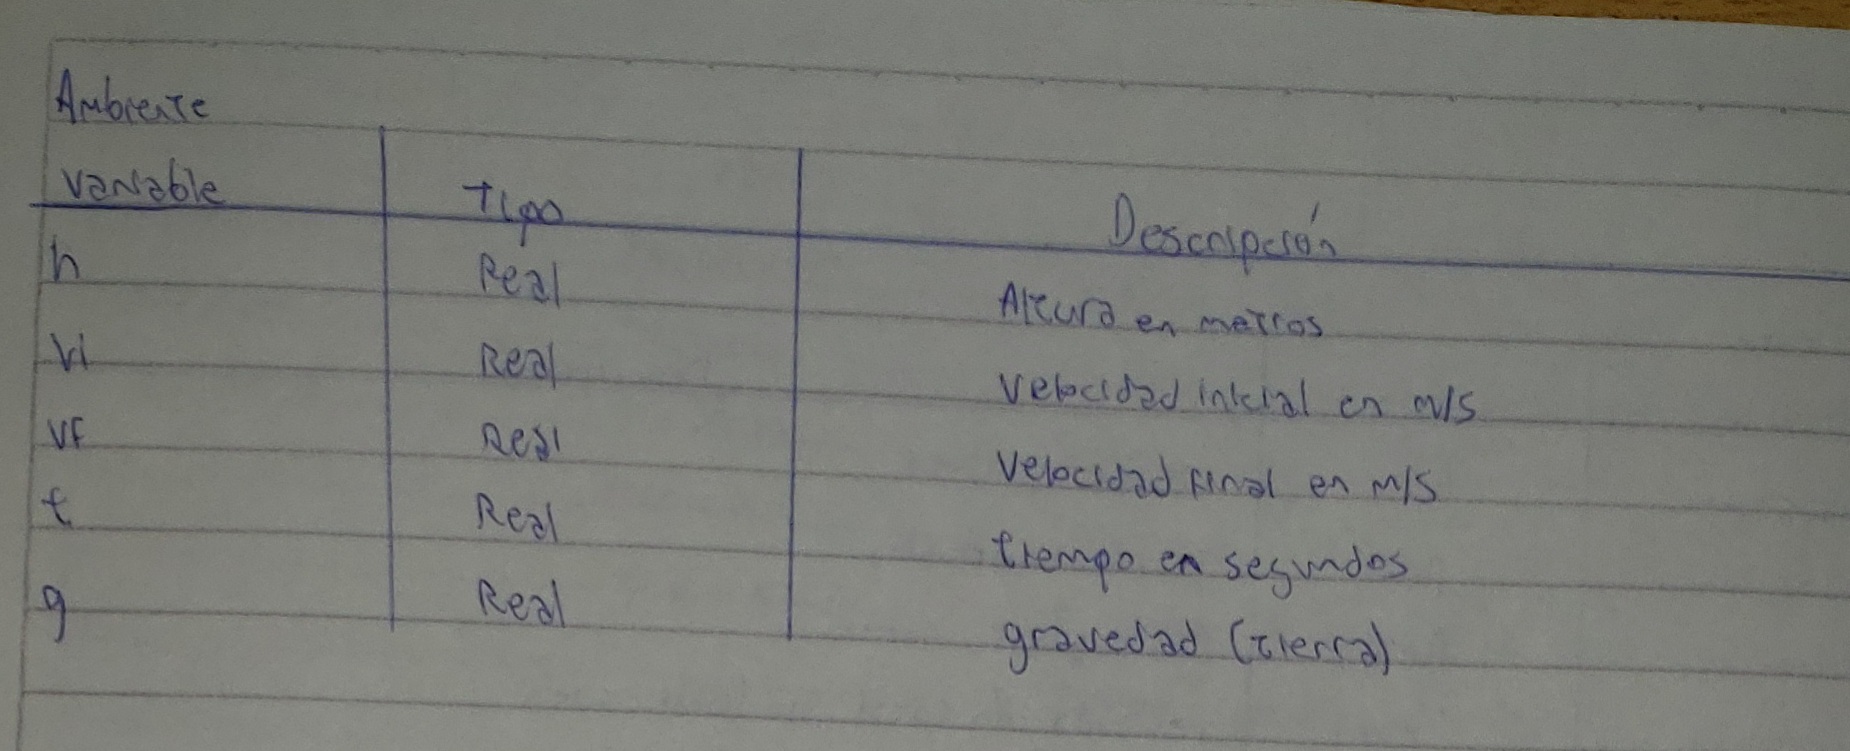 Ambiente
Variable Tipo Descripción
h Real Altura en metros
Vi Real Velocidad inicial en m/s
VF Real Velocidad Final en m/s
t Real tiempo en segundos
g Real gravedad (tierra)